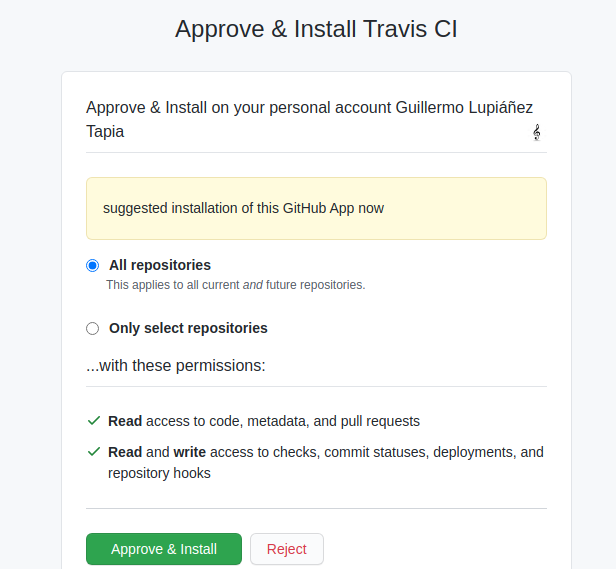 Approve & Install Travis CI
Approve & Install on your personal account Guillermo Lupiáñez
Tapia
suggested installation of this GitHub App now
All repositories
This applies to all current and future repositories.
Only select repositories
...with these permissions:
Read access to code, metadata, and pull requests
Read and write access to checks, commit statuses, deployments, and
repository hooks
Approve & Install
Reject